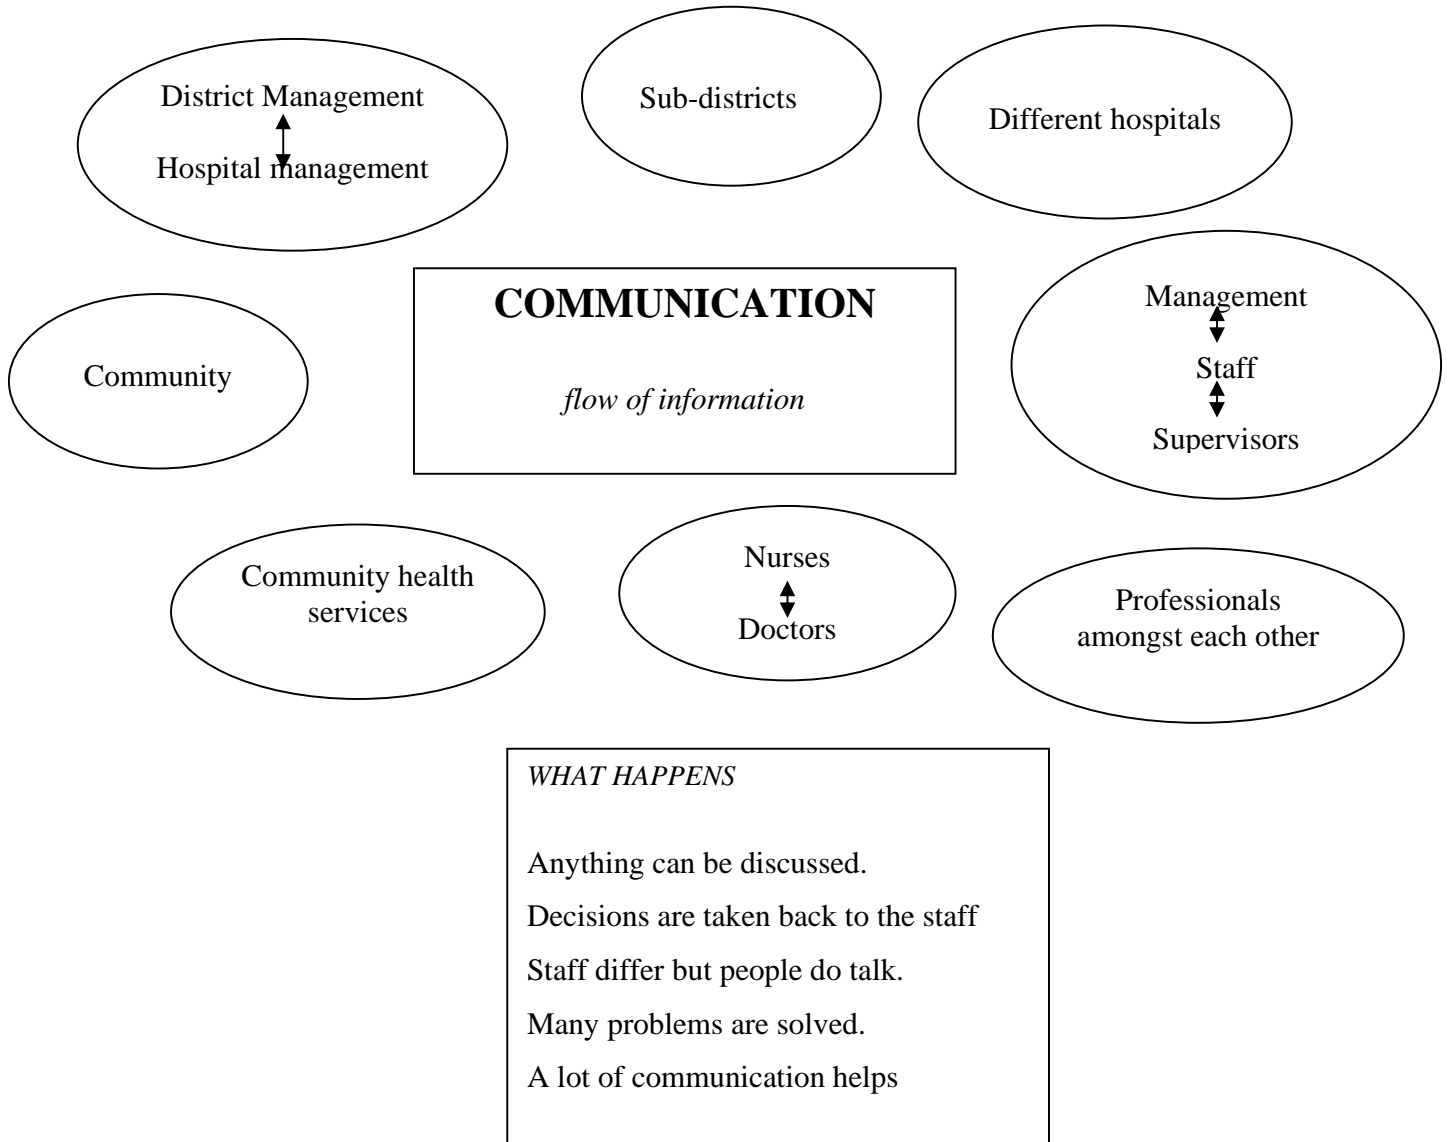 District Management
Hospital management
Sub-districts
Different hospitals
COMMUNICATION
flow of information
Management
Staff
Supervisors
Community
Community health
services
Nurses
Doctors
Professionals
amongst each other
WHAT HAPPENS
Anything can be discussed.
Decisions are taken back to the staff
Staff differ but people do talk.
Many problems are solved.
A lot of communication helps